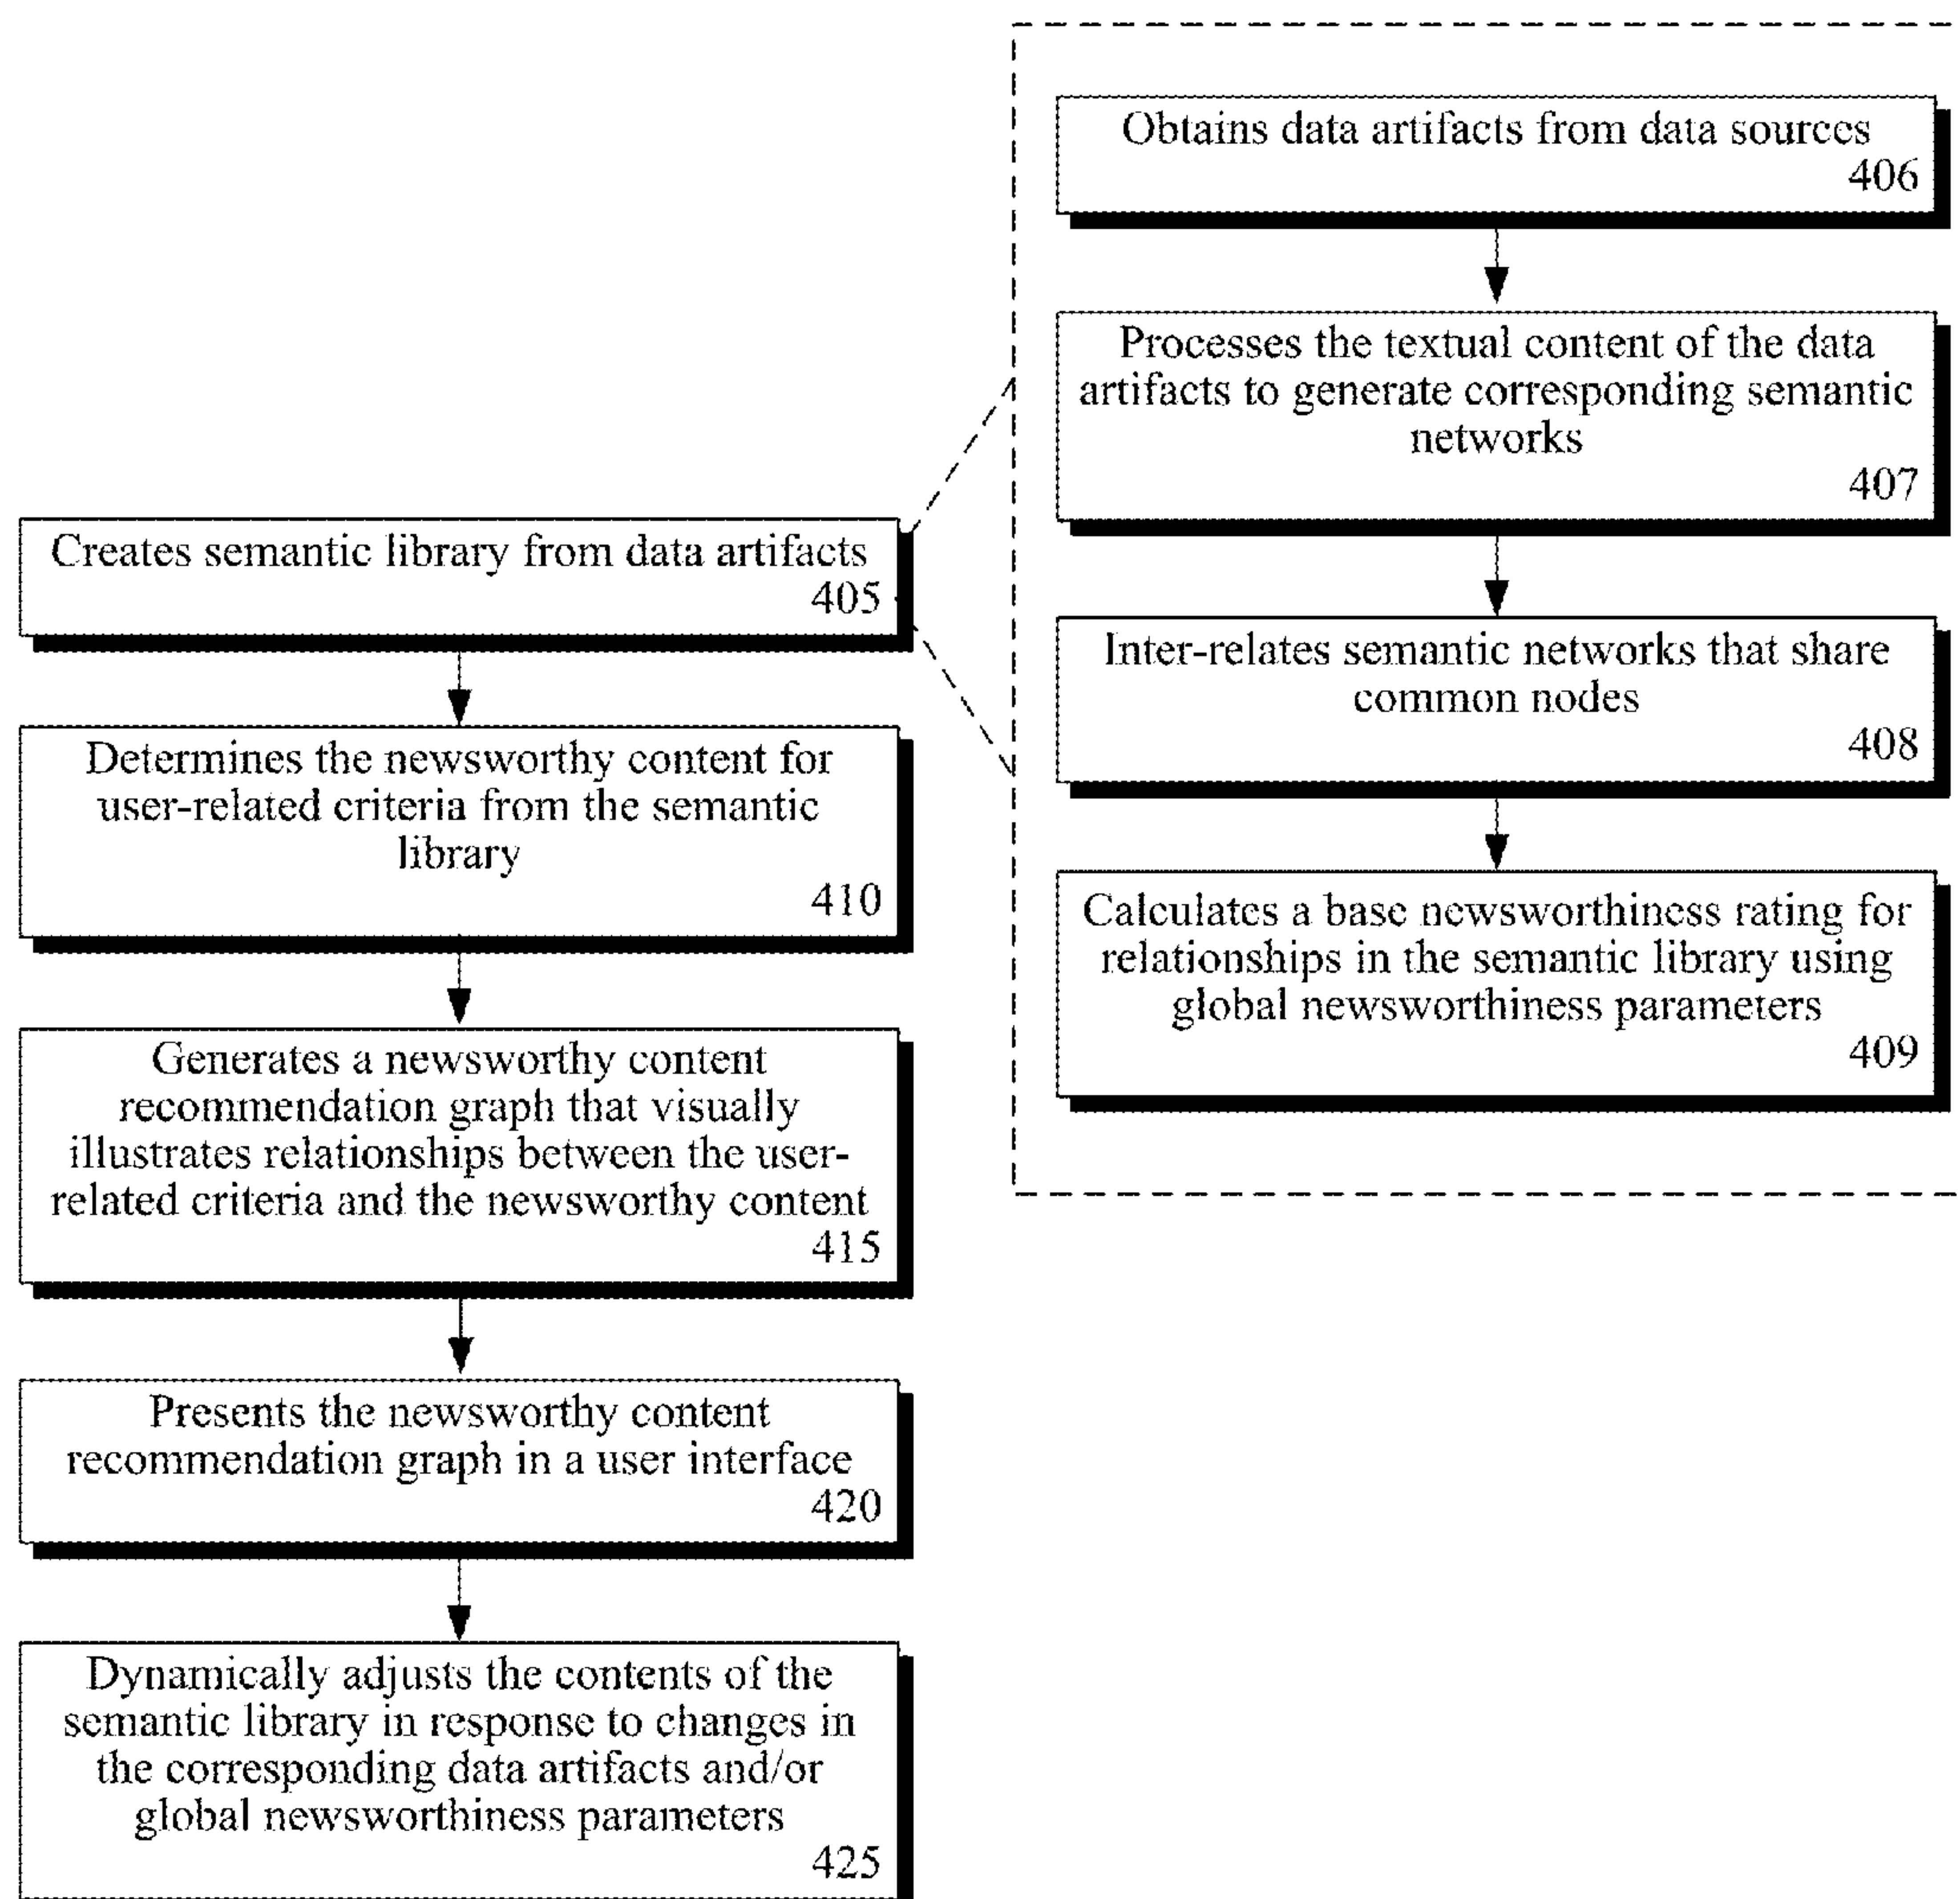 Obtains data artifacts from data sources
406
Processes the textual content of the data
artifacts to generate corresponding semantic
networks
407
Creates semantic library from data artifacts
405
Inter-relates semantic networks that share
common nodes
408
Determines the newsworthy content for
user-related criteria from the semantic
library
410
Calculates a base newsworthiness rating for
relationships in the semantic library using
global newsworthiness parameters
409
Generates a newsworthy content
recommendation graph that visually
illustrates relationships between the user-
related criteria and the newsworthy content
415
Presents the newsworthy content
recommendation graph in a user interface
420
Dynamically adjusts the contents of the
semantic library in response to changes in
the corresponding data artifacts and/or
global newsworthiness parameters
425